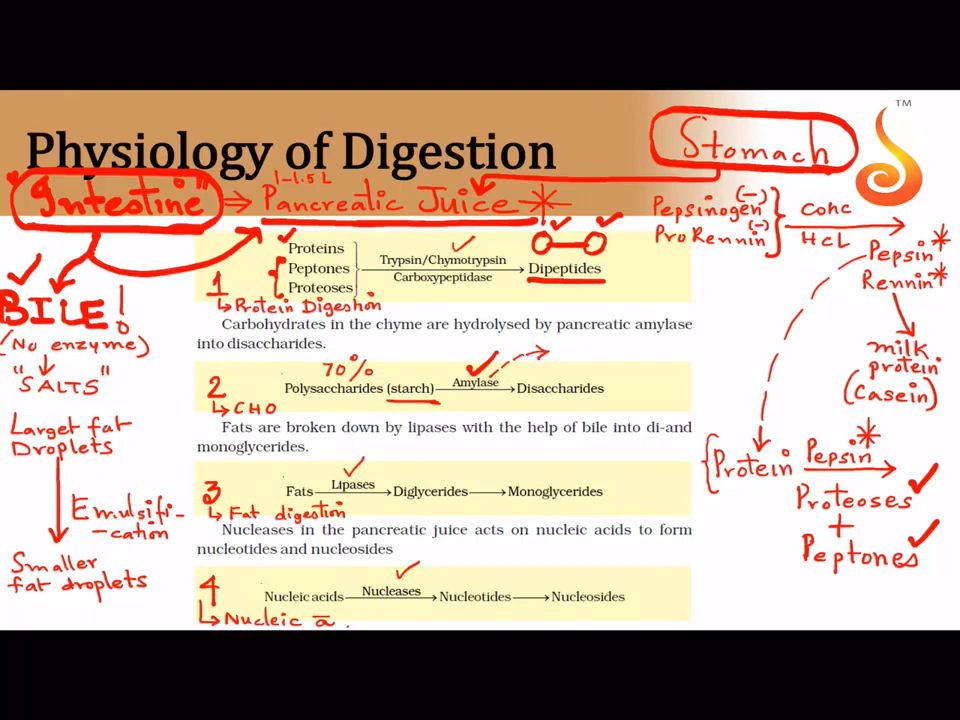 TM
Physiology of Digestion
Stomach
"Intestine" ⇒ Pancreatic Juice *
1-1.5 L
Pepsinogen (-)
ProRennin (-)
Conc
HCL
Pepsin *
Rennin *
milk
protein
(Casein)
Proteins
Peptones
Proteoses
Trypsin/Chymotrypsin
Carboxypeptidase
Dipeptides
1
↳ Protein Digestion
Carbohydrates in the chyme are hydrolysed by pancreatic amylase
into disaccharides.
70%
2
Polysaccharides (starch) Amylase → Disaccharides
↳ CHO
Fats are broken down by lipases with the help of bile into di-and
monoglycerides.
3
Fats Lipases → Diglycerides → Monoglycerides
↳ Fat digestion
Nucleases in the pancreatic juice acts on nucleic acids to form
nucleotides and nucleosides
4
Nucleic acids Nucleases → Nucleotides → Nucleosides
↳ Nucleic a.
BILE!
(No enzyme)
"SALTS"
Larget fat
Droplets
Emulsifi-
-cation
Smaller
fat droplets
Protein Pepsin *
Proteoses
+
Peptones